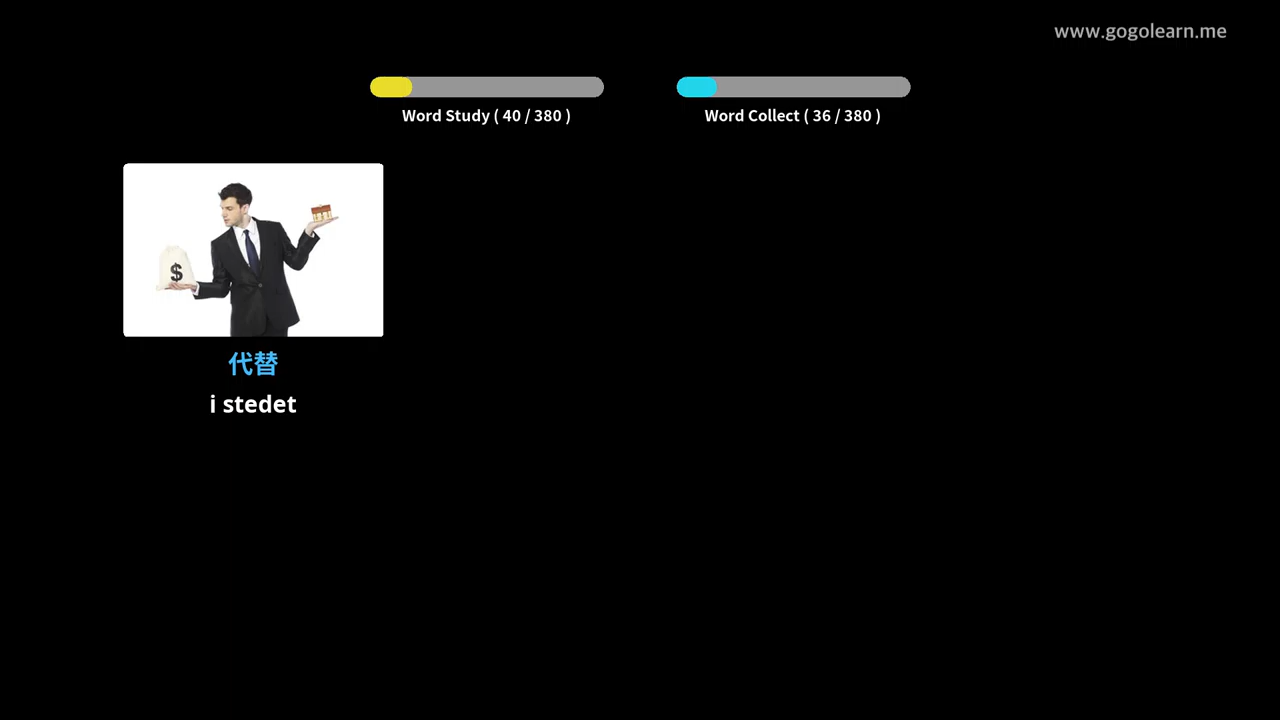 www.gogolearn.me
Word Study ( 40 / 380 )
Word Collect ( 36 / 380 )
$
代替
i stedet